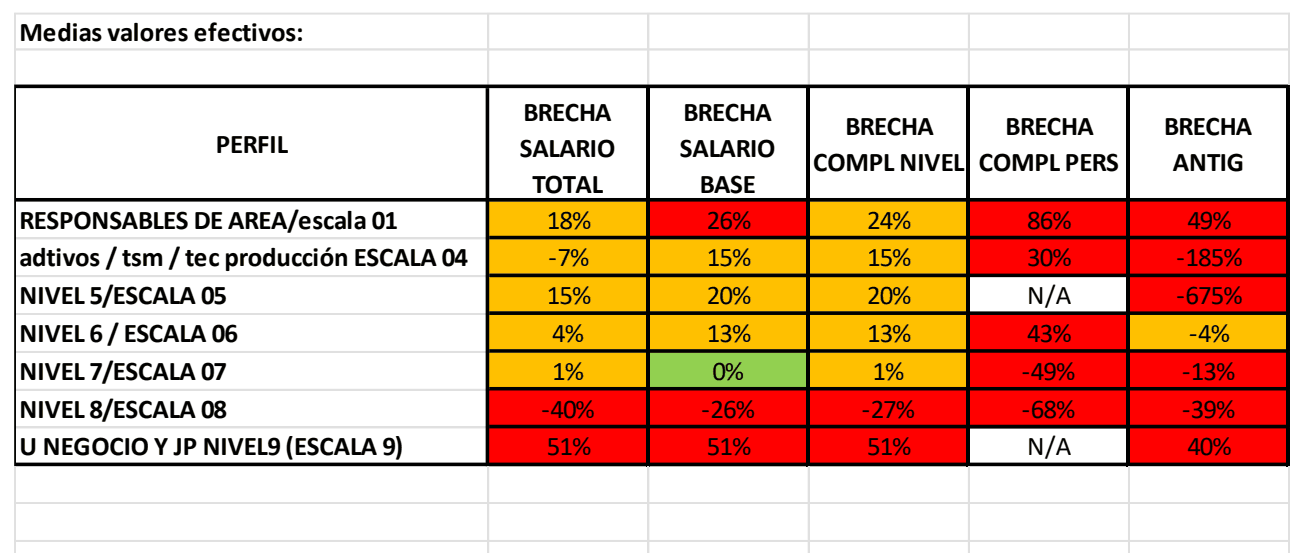 Medias valores efectivos:
PERFIL BRECHA SALARIO TOTAL BRECHA SALARIO BASE BRECHA COMPL NIVEL BRECHA COMPL PERS BRECHA ANTIG
RESPONSABLES DE AREA/escala 01 18% 26% 24% 86% 49%
adtivos / tsm / tec producción ESCALA 04 -7% 15% 15% 30% -185%
NIVEL 5/ESCALA 05 15% 20% 20% N/A -675%
NIVEL 6 / ESCALA 06 4% 13% 13% 43% -4%
NIVEL 7/ESCALA 07 1% 0% 1% -49% -13%
NIVEL 8/ESCALA 08 -40% -26% -27% -68% -39%
U NEGOCIO Y JP NIVEL9 (ESCALA 9) 51% 51% 51% N/A 40%